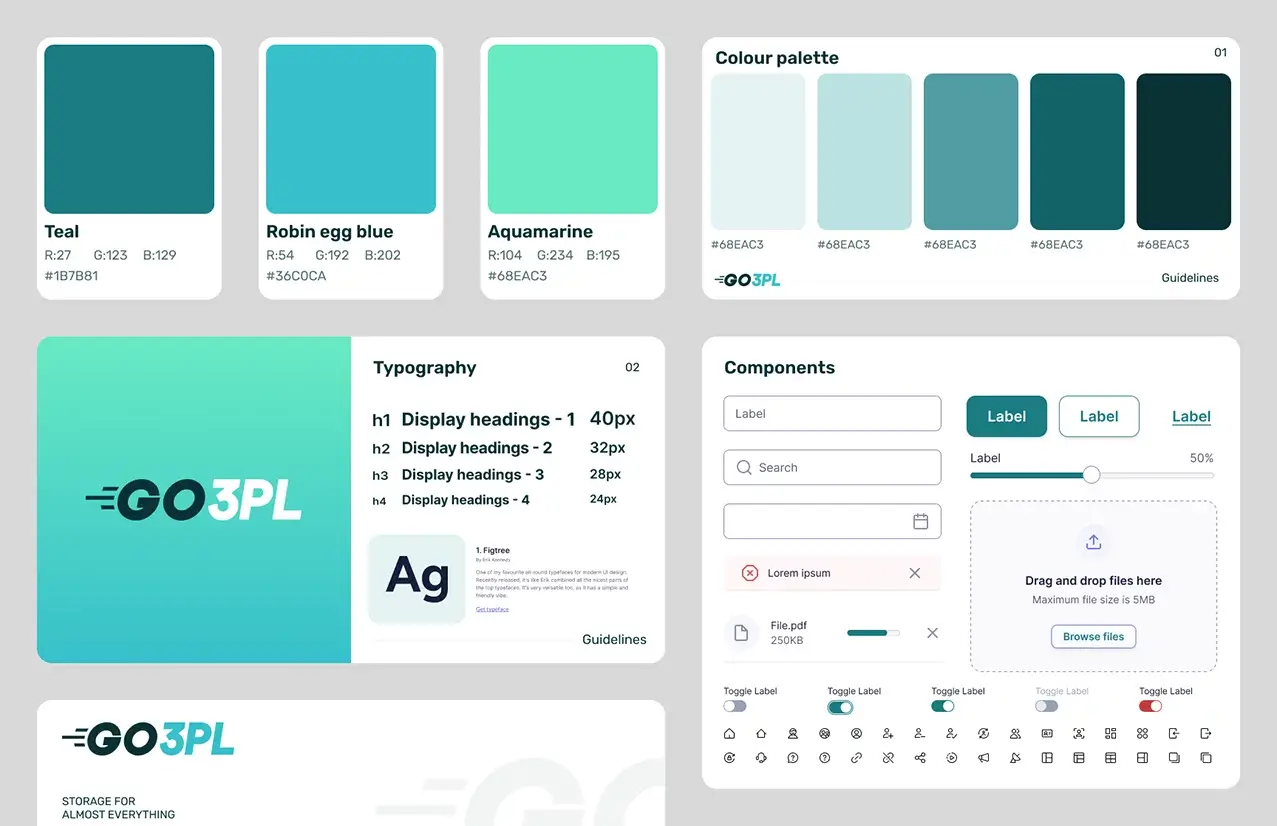 Teal
R:27 G:123 B:129
#1B7B81
Robin egg blue
R:54 G:192 B:202
#36C0CA
Aquamarine
R:104 G:234 B:195
#68EAC3
Colour palette
01
#68EAC3 #68EAC3 #68EAC3 #68EAC3 #68EAC3
GO3PL
Guidelines
GO3PL
Typography
02
h1 Display headings - 1 40px
h2 Display headings - 2 32px
h3 Display headings - 3 28px
h4 Display headings - 4 24px
Ag
1. Figtree
By Erik Kennedy
One of my favourite all-round typefaces for modern UI design.
Recently released, it's like Erik combined all the nicest parts of
the top typefaces. It's very versatile too, so it has a simple and
friendly vibe.
Get typeface
Guidelines
Components
Label
Search
Lorem ipsum
File.pdf
250KB
Label Label Label
Label 50%
Drag and drop files here
Maximum file size is 5MB
Browse files
Toggle Label Toggle Label Toggle Label Toggle Label Toggle Label
GO3PL
STORAGE FOR
ALMOST EVERYTHING